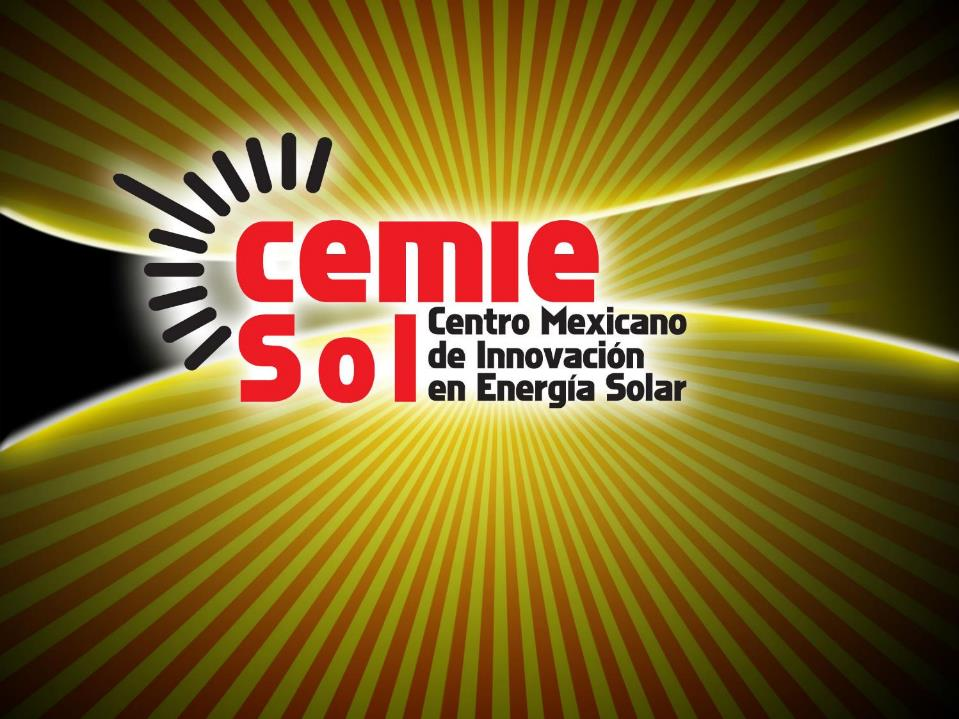 cemie
Sol
Centro Mexicano
de Innovación
en Energía Solar